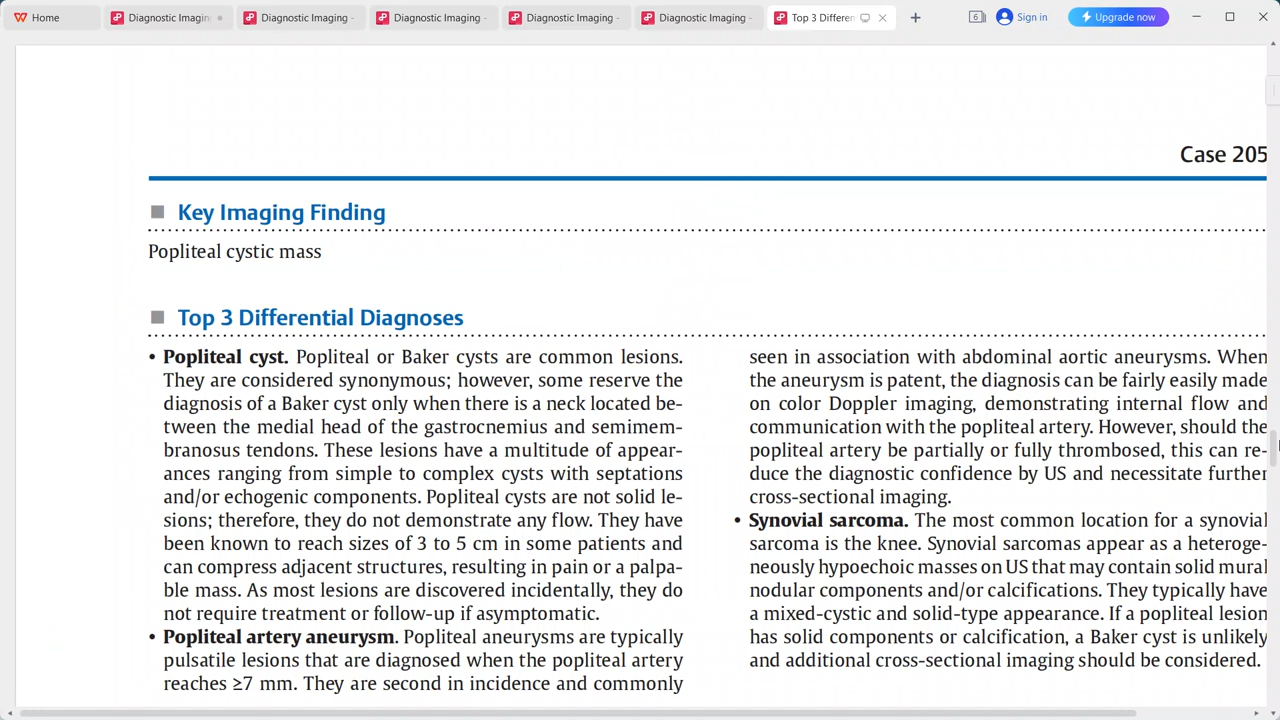 Home
Diagnostic Imaging
Diagnostic Imaging -
Diagnostic Imaging -
Diagnostic Imaging -
Diagnostic Imaging -
Top 3 Differen
6
Sign in
Upgrade now
Case 205
Key Imaging Finding
Popliteal cystic mass
Top 3 Differential Diagnoses
• Popliteal cyst. Popliteal or Baker cysts are common lesions.
They are considered synonymous; however, some reserve the
diagnosis of a Baker cyst only when there is a neck located be-
tween the medial head of the gastrocnemius and semimem-
branosus tendons. These lesions have a multitude of appear-
ances ranging from simple to complex cysts with septations
and/or echogenic components. Popliteal cysts are not solid le-
sions; therefore, they do not demonstrate any flow. They have
been known to reach sizes of 3 to 5 cm in some patients and
can compress adjacent structures, resulting in pain or a palpa-
ble mass. As most lesions are discovered incidentally, they do
not require treatment or follow-up if asymptomatic.
• Popliteal artery aneurysm. Popliteal aneurysms are typically
pulsatile lesions that are diagnosed when the popliteal artery
reaches ≥7 mm. They are second in incidence and commonly
seen in association with abdominal aortic aneurysms. When
the aneurysm is patent, the diagnosis can be fairly easily made
on color Doppler imaging, demonstrating internal flow and
communication with the popliteal artery. However, should the
popliteal artery be partially or fully thrombosed, this can re-
duce the diagnostic confidence by US and necessitate further
cross-sectional imaging.
• Synovial sarcoma. The most common location for a synovial
sarcoma is the knee. Synovial sarcomas appear as a heteroge-
neously hypoechoic masses on US that may contain solid mural
nodular components and/or calcifications. They typically have
a mixed-cystic and solid-type appearance. If a popliteal lesion
has solid components or calcification, a Baker cyst is unlikely
and additional cross-sectional imaging should be considered.